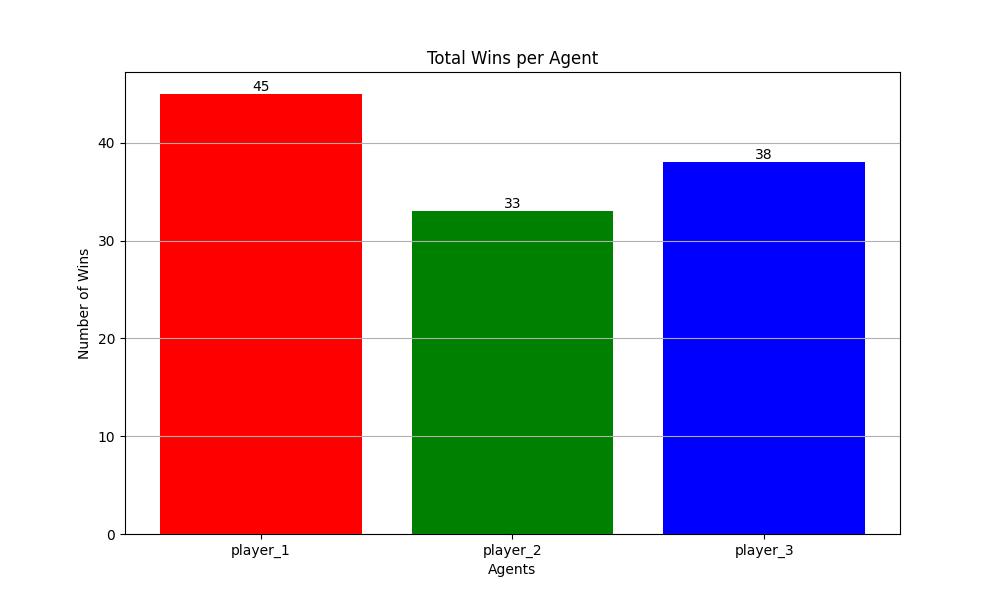 Total Wins per Agent
45
33
38
Number of Wins
40
30
20
10
0
player_1
player_2
player_3
Agents